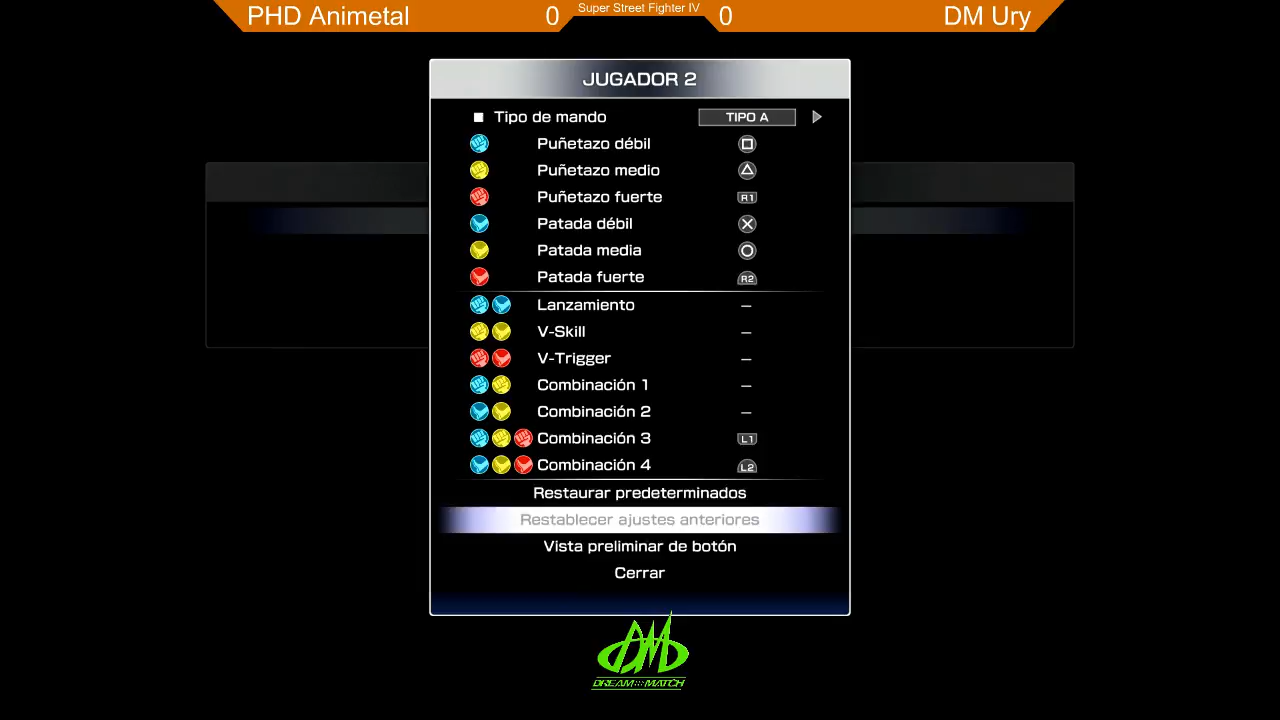 PHD Animetal 0 Super Street Fighter IV 0 DM Ury
JUGADOR 2
Tipo de mando TIPO A
Puñetazo débil
Puñetazo medio
Puñetazo fuerte R1
Patada débil
Patada media
Patada fuerte R2
Lanzamiento –
V-Skill –
V-Trigger –
Combinación 1 –
Combinación 2 –
Combinación 3 L1
Combinación 4 L2
Restaurar predeterminados
Restablecer ajustes anteriores
Vista preliminar de botón
Cerrar
DM
DREAM:::MATCH